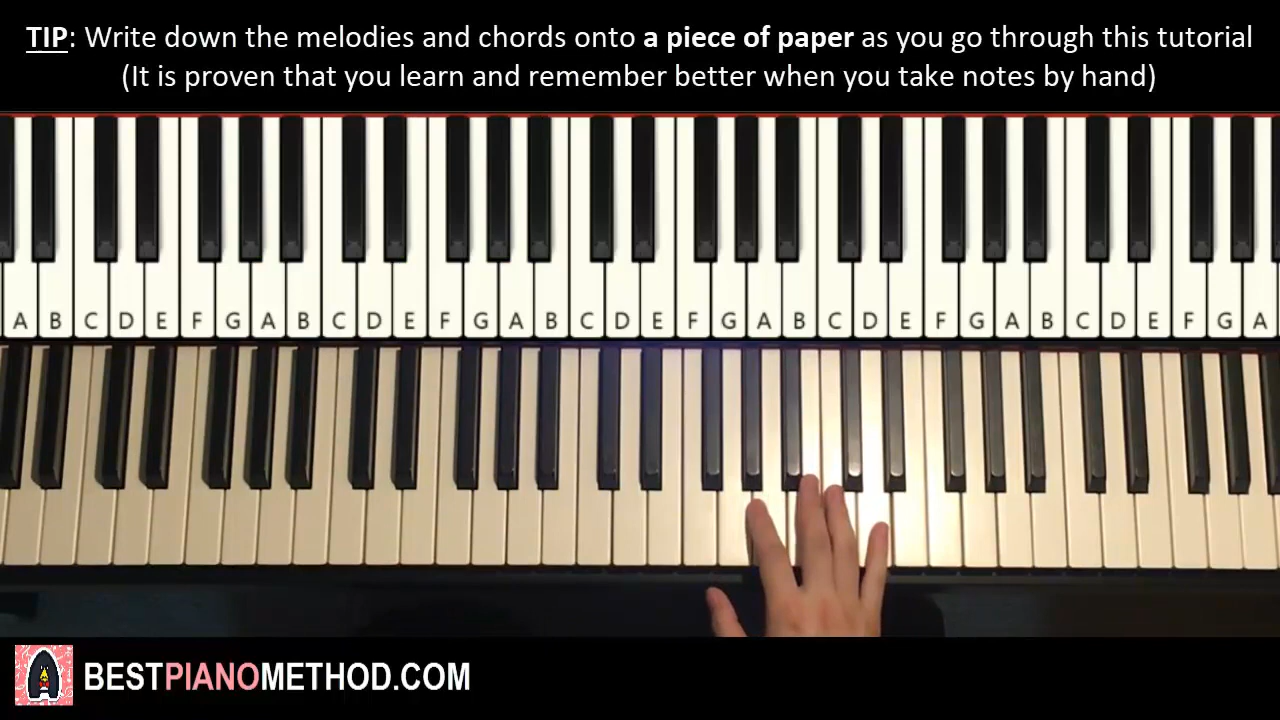 TIP: Write down the melodies and chords onto a piece of paper as you go through this tutorial
(It is proven that you learn and remember better when you take notes by hand)
A B C D E F G A B C D E F G A B C D E F G A B C D E F G A B C D E F G A
BESTPIANOMETHOD.COM